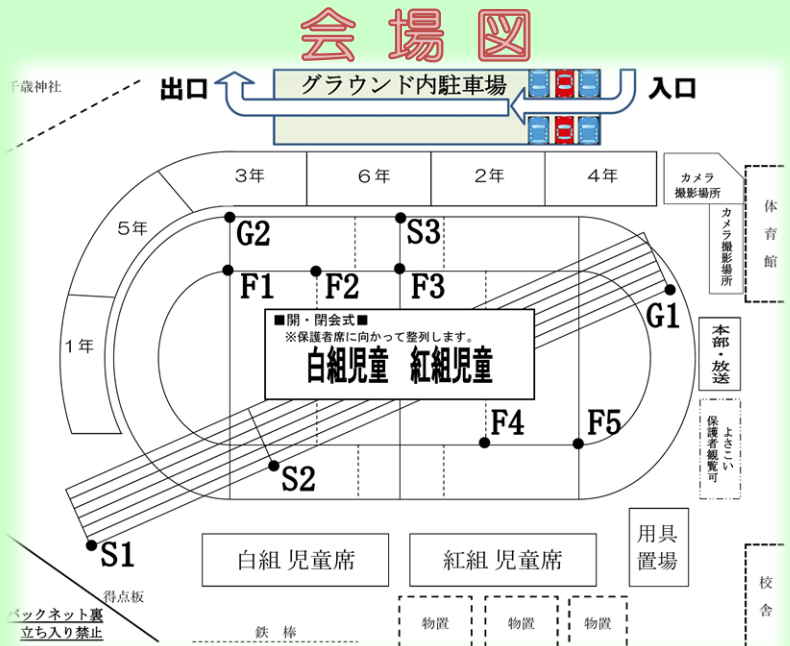 会場図
千歳神社
出口
グラウンド内駐車場
入口
3年
6年
2年
4年
カメラ
撮影場所
カメラ撮影場所
体育館
5年
G2
S3
F1
F2
F3
G1
■開・閉会式■
※保護者席に向かって整列します。
白組児童 紅組児童
1年
本部・放送
よさこい
保護者観覧可
F4
F5
S2
S1
白組 児童席
紅組 児童席
用具
置場
得点板
バックネット裏
立ち入り禁止
鉄棒
物置
物置
物置
校舎